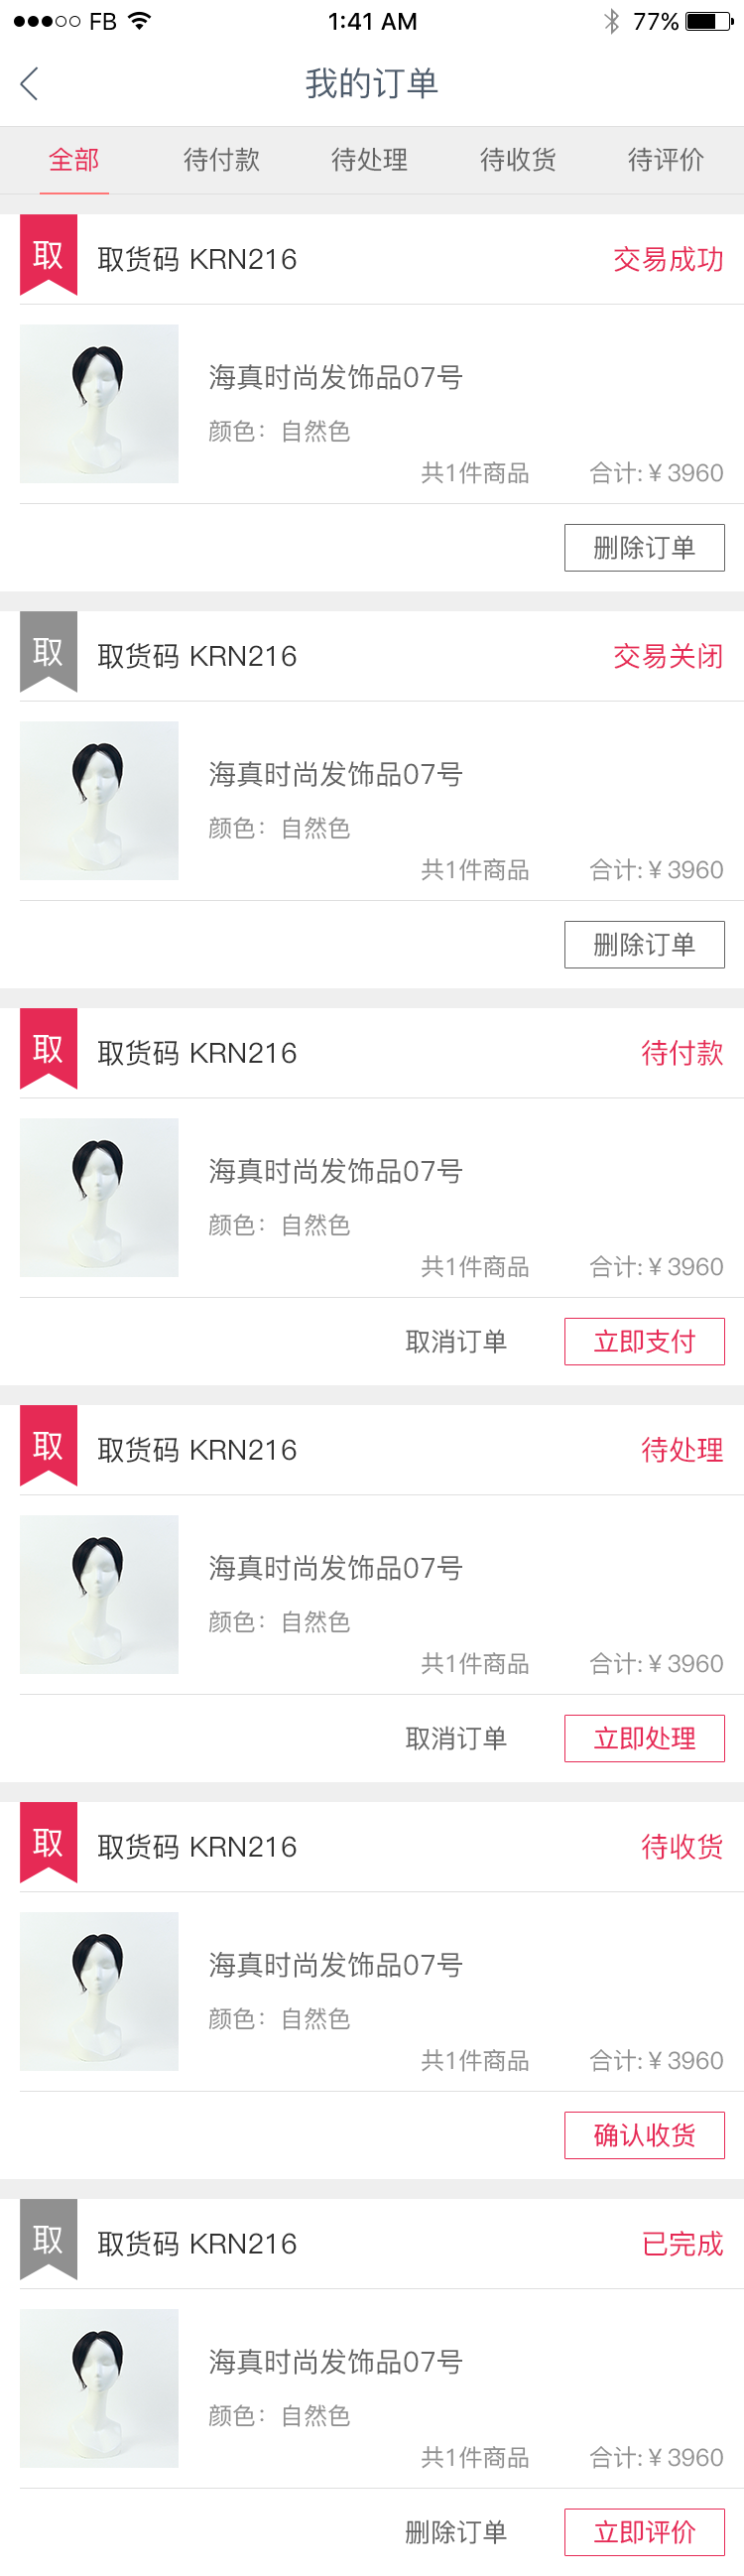 FB 1:41 AM 77%
我的订单
全部 待付款 待处理 待收货 待评价
取 取货码 KRN216 交易成功
海真时尚发饰品07号
颜色：自然色
共1件商品 合计:￥3960
删除订单
取 取货码 KRN216 交易关闭
海真时尚发饰品07号
颜色：自然色
共1件商品 合计:￥3960
删除订单
取 取货码 KRN216 待付款
海真时尚发饰品07号
颜色：自然色
共1件商品 合计:￥3960
取消订单 立即支付
取 取货码 KRN216 待处理
海真时尚发饰品07号
颜色：自然色
共1件商品 合计:￥3960
取消订单 立即处理
取 取货码 KRN216 待收货
海真时尚发饰品07号
颜色：自然色
共1件商品 合计:￥3960
确认收货
取 取货码 KRN216 已完成
海真时尚发饰品07号
颜色：自然色
共1件商品 合计:￥3960
删除订单 立即评价